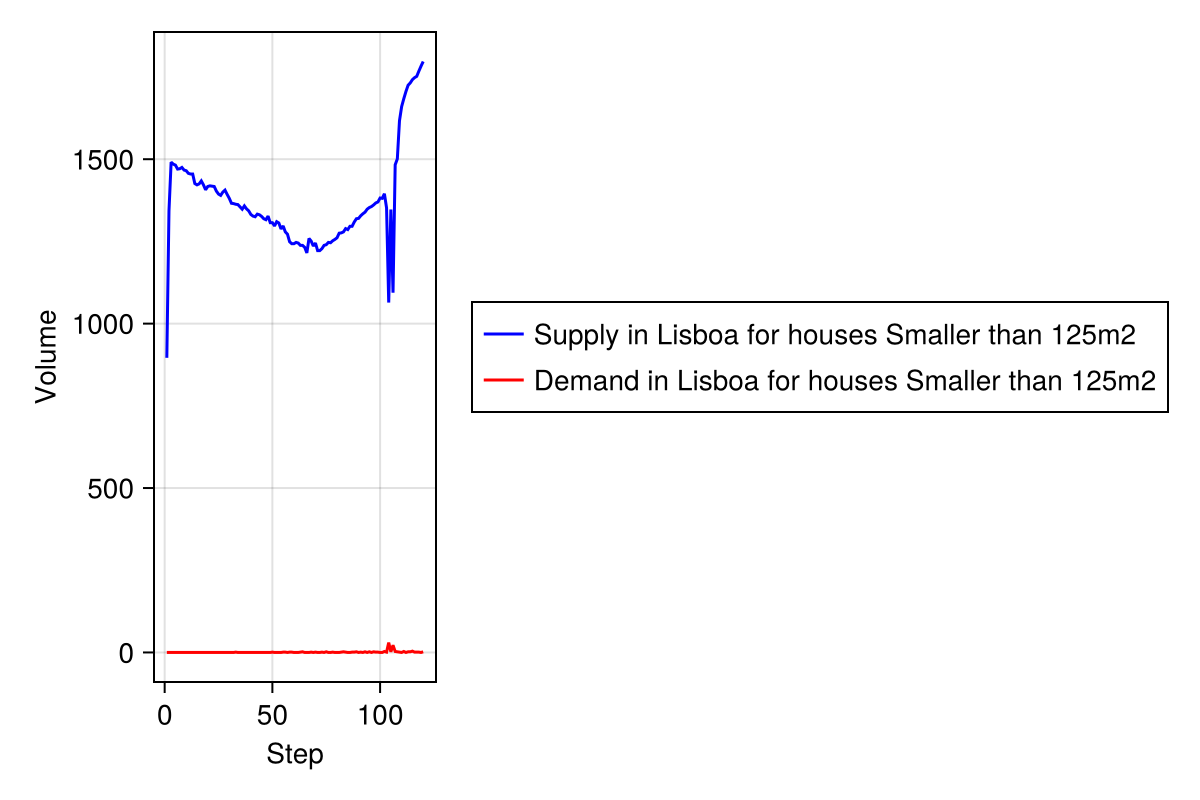 1500
1000
500
0
Volume
0 50 100
Step
Supply in Lisboa for houses Smaller than 125m2
Demand in Lisboa for houses Smaller than 125m2